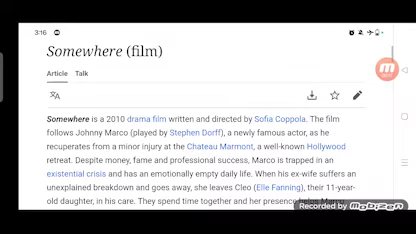 3:16
Somewhere (film)
Article Talk
Somewhere is a 2010 drama film written and directed by Sofia Coppola. The film
follows Johnny Marco (played by Stephen Dorff), a newly famous actor, as he
recuperates from a minor injury at the Chateau Marmont, a well-known Hollywood
retreat. Despite money, fame and professional success, Marco is trapped in an
existential crisis and has an emotionally empty daily life. When his ex-wife suffers an
unexplained breakdown and goes away, she leaves Cleo (Elle Fanning), their 11-year-
old daughter, in his care. They spend time together and her presence helps Marco
Recorded by mobizen